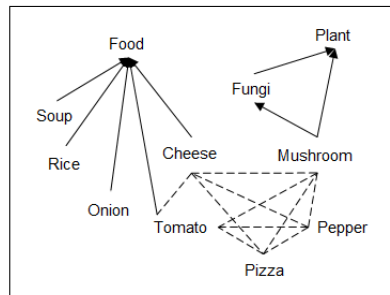 Food
Plant
Fungi
Soup
Rice
Cheese
Mushroom
Onion
Tomato
Pepper
Pizza